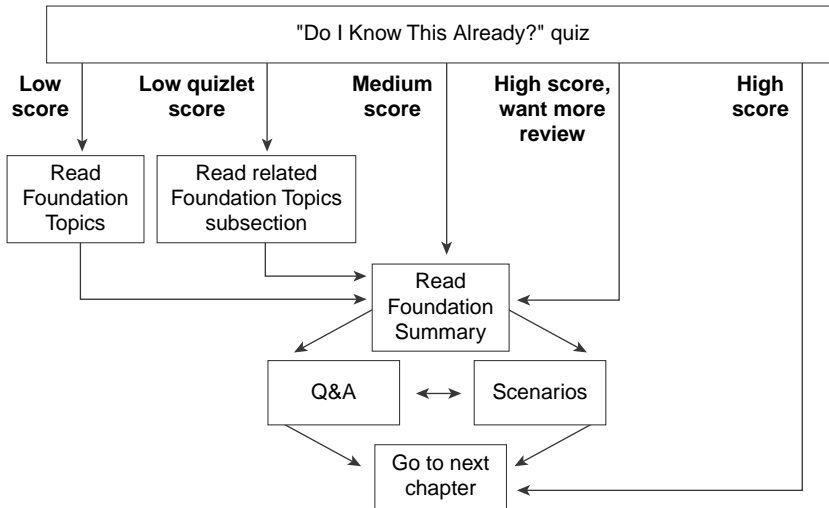 "Do I Know This Already?" quiz
Low
score
Low quizlet
score
Medium
score
High score,
want more
review
High
score
Read
Foundation
Topics
Read related
Foundation Topics
subsection
Read
Foundation
Summary
Q&A
Scenarios
Go to next
chapter